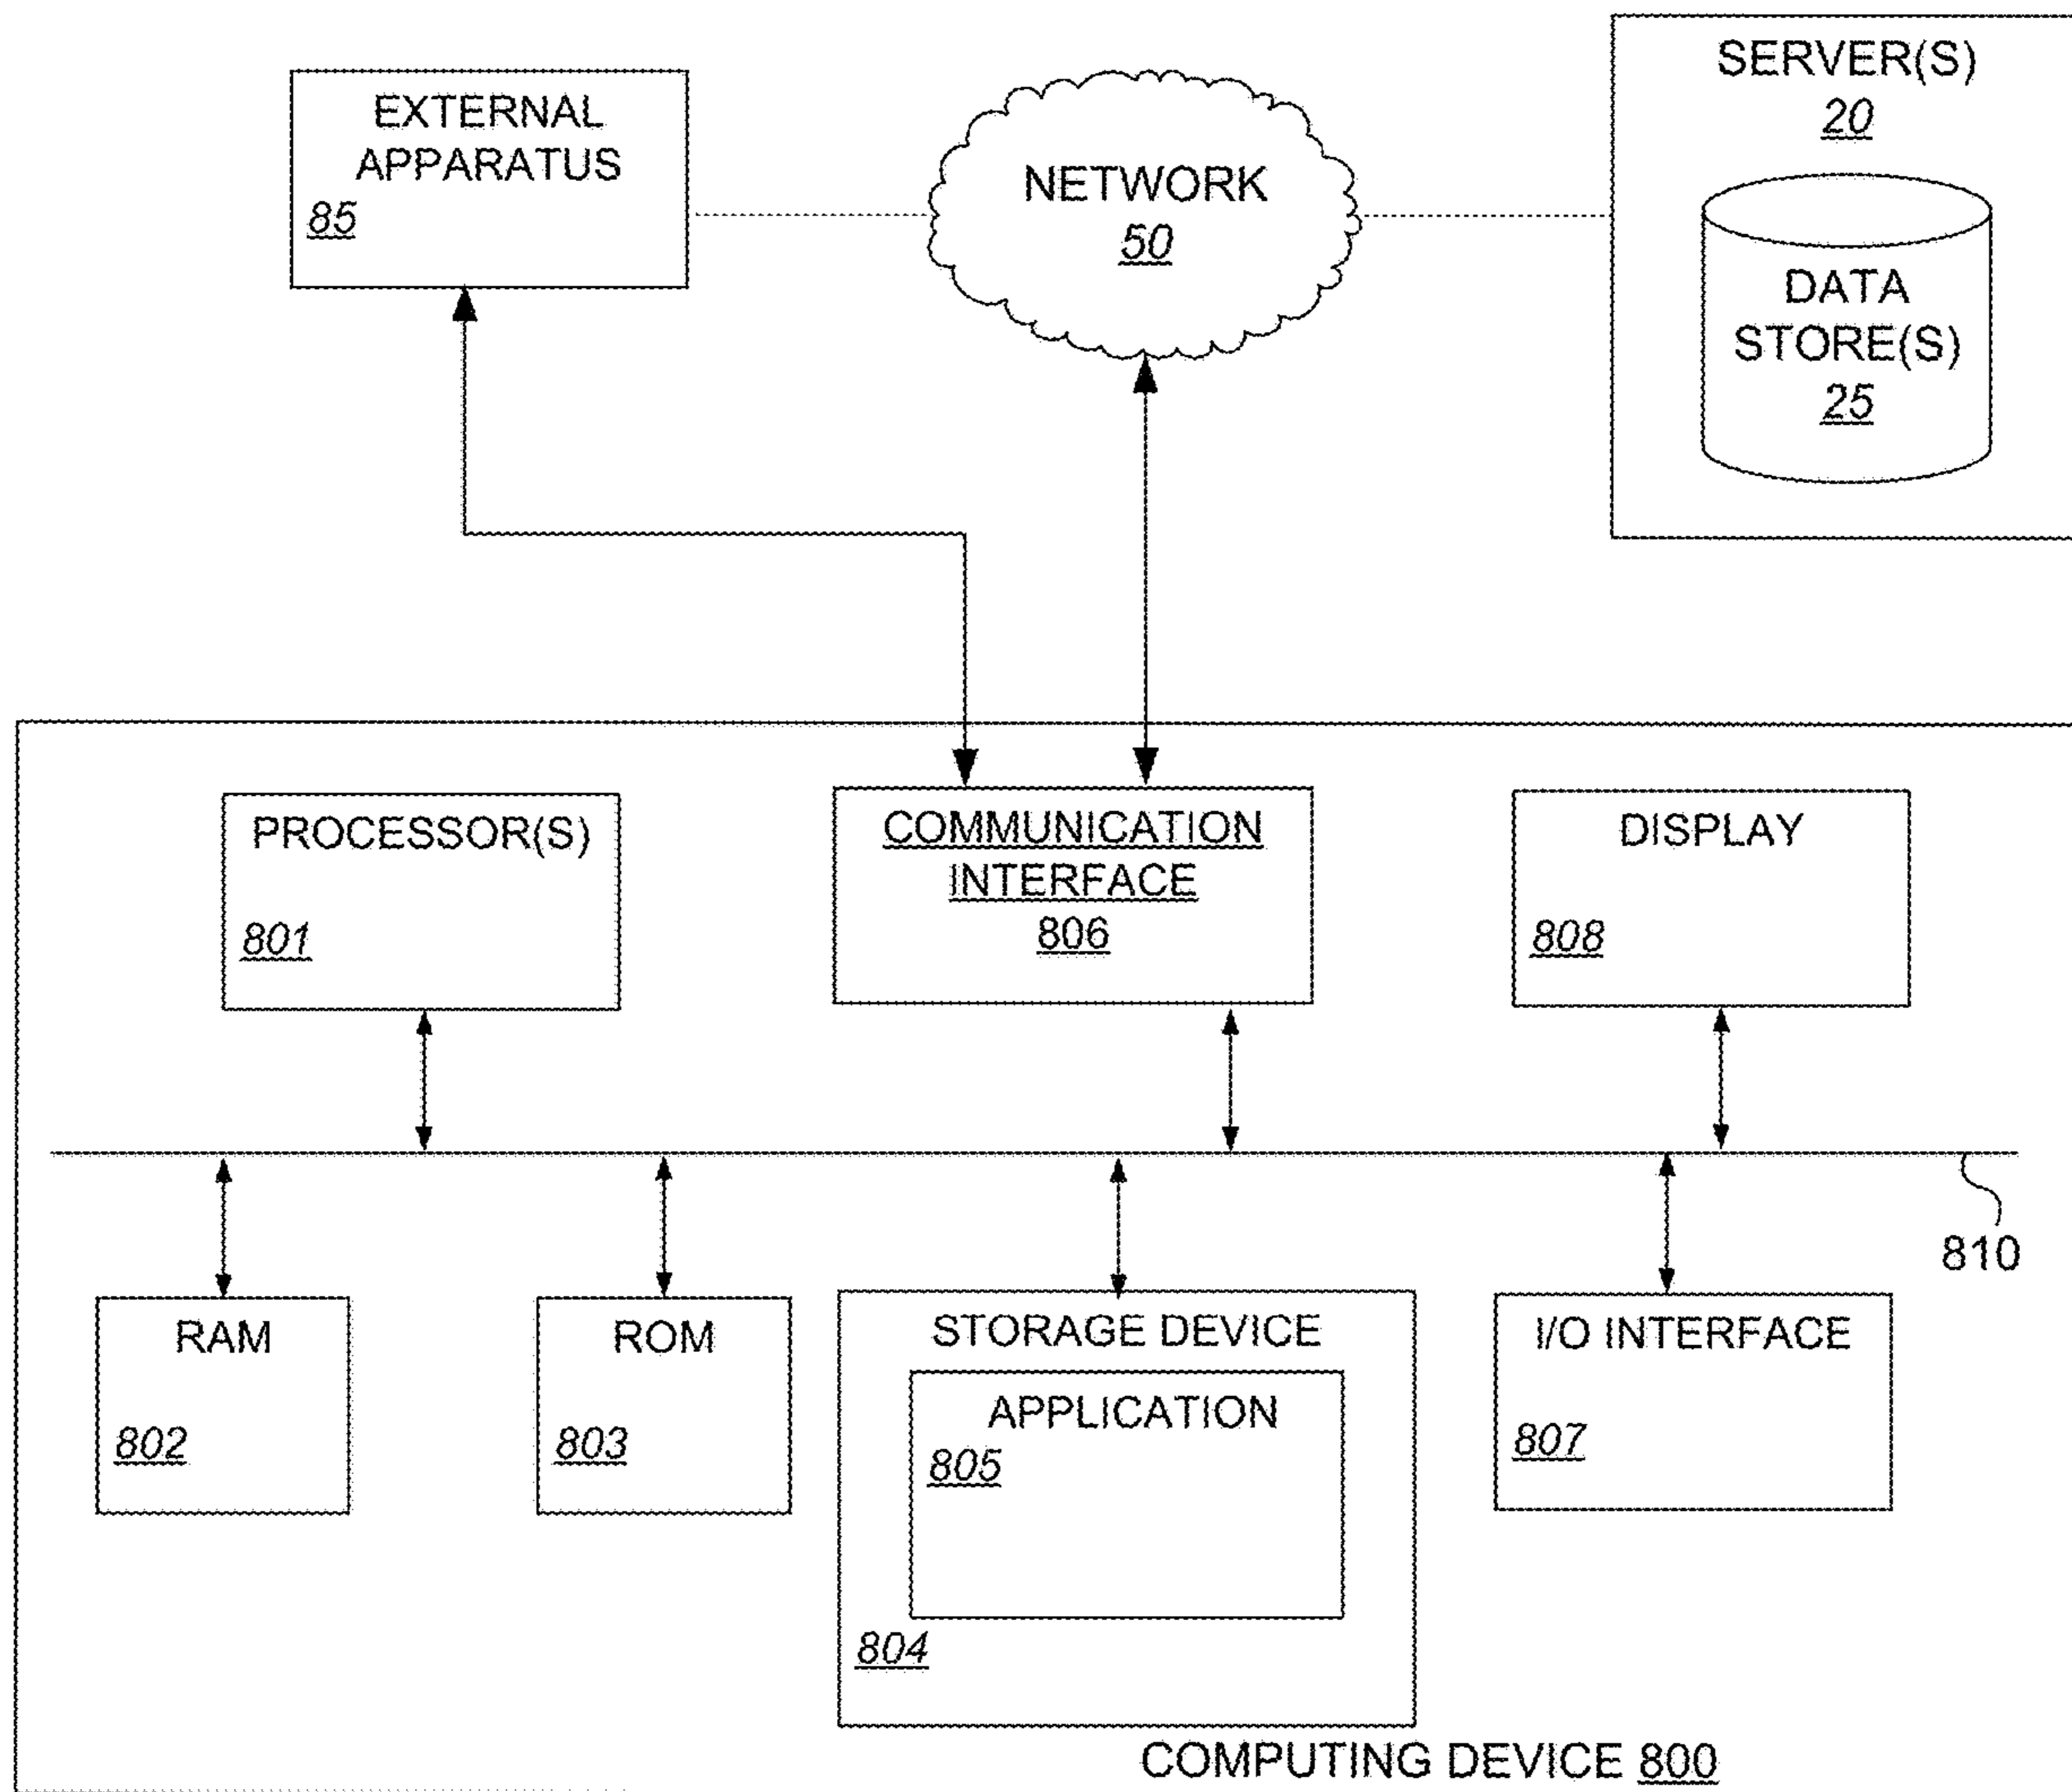 EXTERNAL
APPARATUS
85
NETWORK
50
SERVER(S)
20
DATA
STORE(S)
25
PROCESSOR(S)
801
COMMUNICATION
INTERFACE
806
DISPLAY
808
810
RAM
802
ROM
803
STORAGE DEVICE
APPLICATION
805
804
I/O INTERFACE
807
COMPUTING DEVICE 800